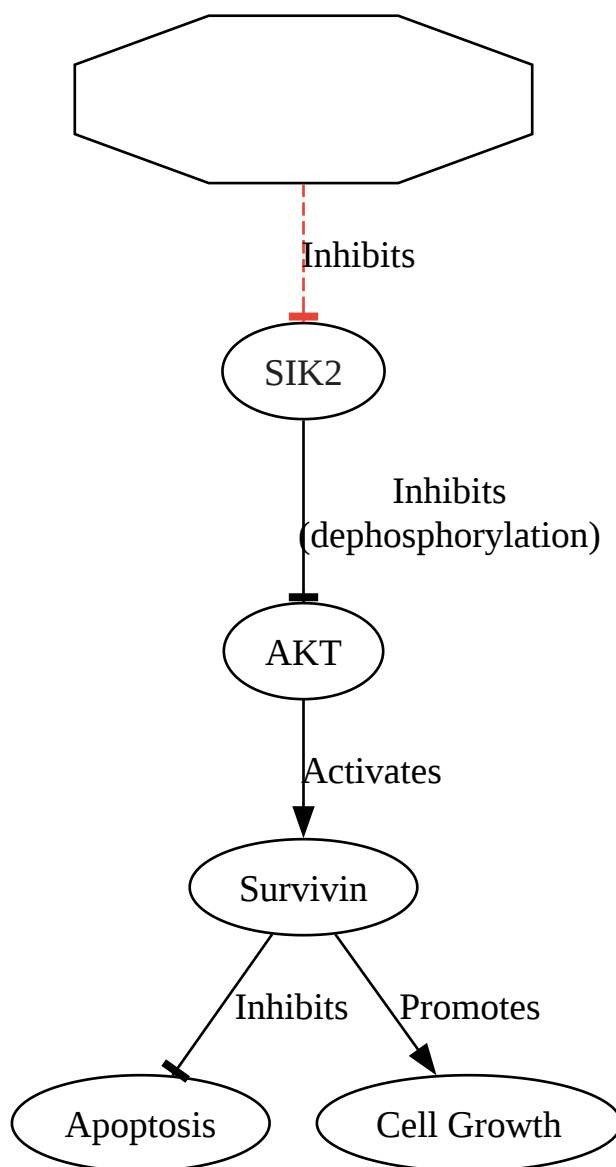 Inhibits
SIK2
Inhibits
(dephosphorylation)
AKT
Activates
Survivin
Inhibits
Promotes
Apoptosis
Cell Growth